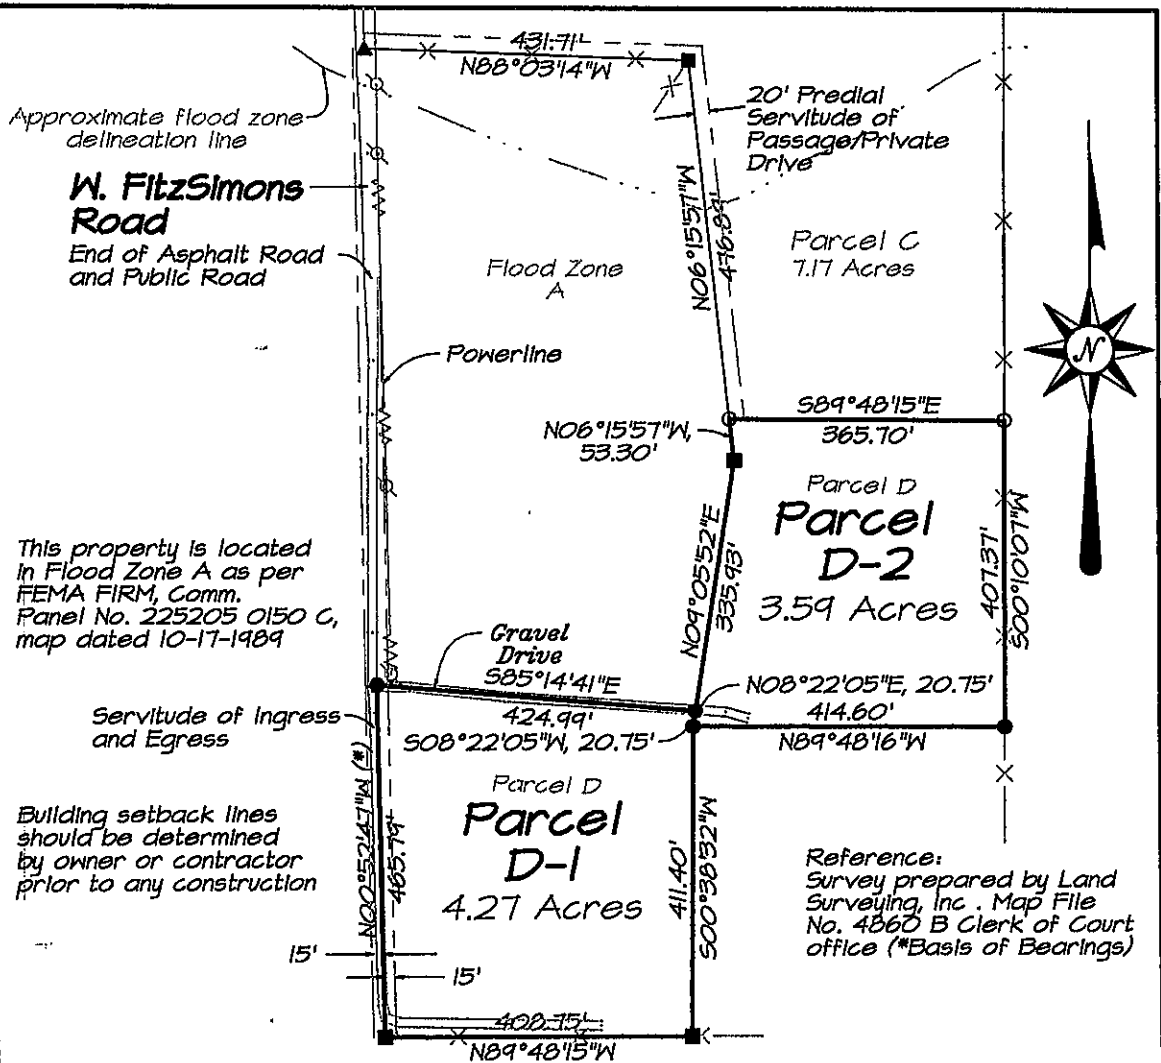 431.71'
N88°03'14"W
Approximate flood zone
delineation line
20' Predial
Servitude of
Passage/Private
Drive
W. FitzSimons
Road
End of Asphalt Road
and Public Road
Flood Zone
A
N06°15'51"W
Parcel C
7.17 Acres
N
Powerline
S89°48'15"E
365.70'
N06°15'57"W,
53.30'
Parcel D
Parcel
D-2
3.59 Acres
N09°05'52"E
335.93'
407.37'
S00°10'07"W
This property is located
in Flood Zone A as per
FEMA FIRM, Comm.
Panel No. 225205 0150 C,
map dated 10-17-1989
Gravel
Drive
S85°14'41"E
424.99'
N08°22'05"E, 20.75'
414.60'
N89°48'16"W
S08°22'05"W, 20.75'
Servitude of Ingress
and Egress
N00°52'47"W (*)
465.79'
Parcel D
Parcel
D-1
4.27 Acres
411.40'
S00°38'32"W
Building setback lines
should be determined
by owner or contractor
prior to any construction
Reference:
Survey prepared by Land
Surveying, Inc . Map File
No. 4860 B Clerk of Court
office (*Basis of Bearings)
15'
15'
408.75'
N89°48'15"W